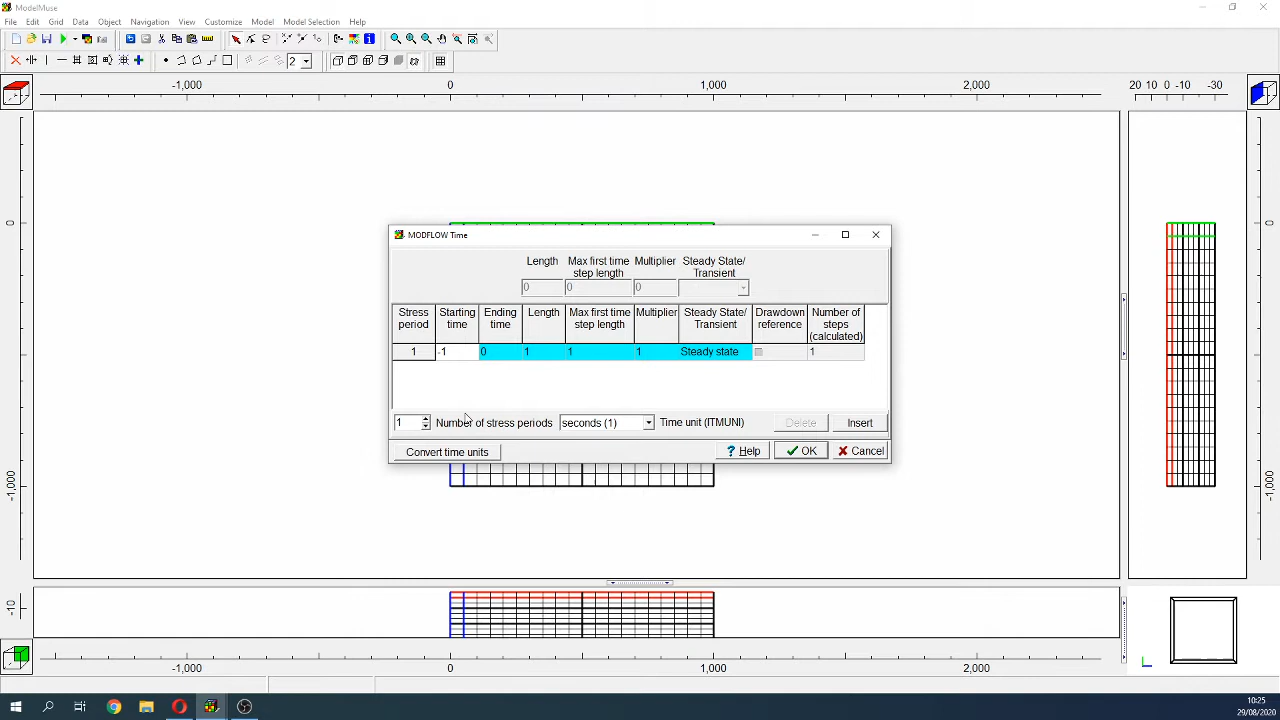 ModelMuse
File Edit Grid Data Object Navigation View Customize Model Model Selection Help
2
-1,000 0 1,000 2,000 20 10 0 -10 -30
0 0
MODFLOW Time
Length Max first time step length Multiplier Steady State/ Transient
0 0 0
Stress period Starting time Ending time Length Max first time step length Multiplier Steady State/ Transient Drawdown reference Number of steps (calculated)
1 -1 0 1 1 1 Steady state 1
1 Number of stress periods seconds (1) Time unit (ITMUNI) Delete Insert
Convert time units Help OK Cancel
-1,000 -1,000
-10
-1,000 0 1,000 2,000
10:25
29/08/2020